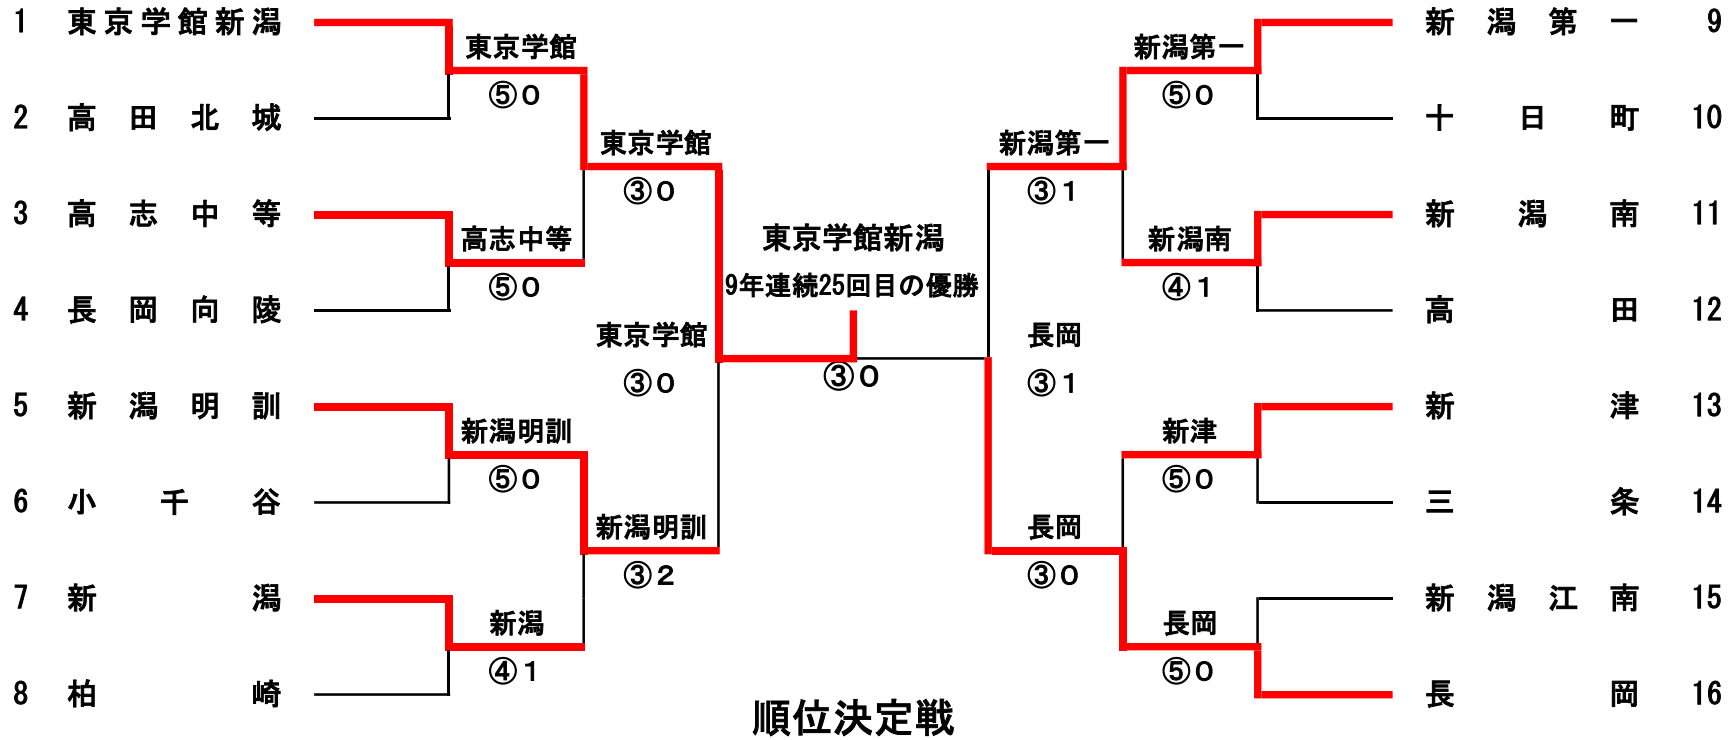 1 東京学館新潟
2 高田北城
3 高志中等
4 長岡向陵
5 新潟明訓
6 小千谷
7 新潟
8 柏崎
東京学館
⑤0
高志中等
⑤0
新潟明訓
⑤0
新潟
④1
東京学館
③0
新潟明訓
③2
東京学館
③0
東京学館新潟
9年連続25回目の優勝
③0
長岡
③1
新潟第一
③1
長岡
③0
新潟第一
⑤0
新潟南
④1
新津
⑤0
長岡
⑤0
新潟第一 9
十日町 10
新潟南 11
高田 12
新津 13
三条 14
新潟江南 15
長岡 16
順位決定戦